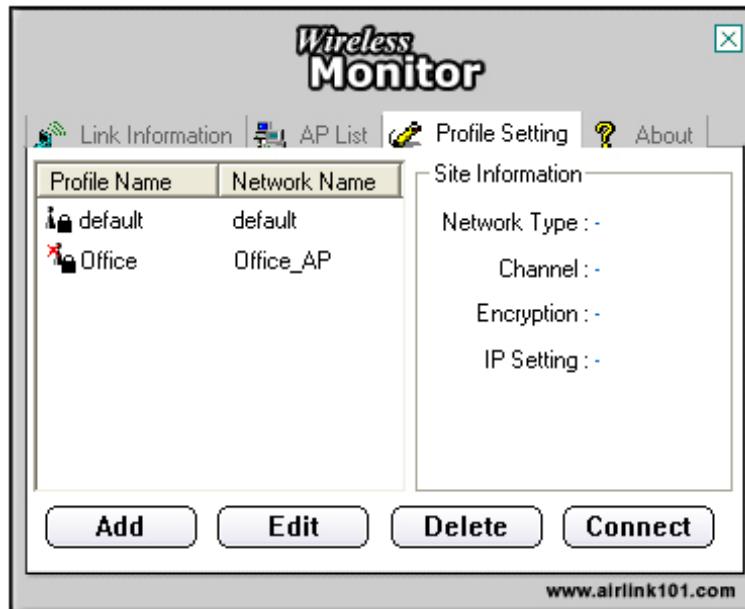 Wireless
Monitor
Link Information AP List Profile Setting About
Profile Name Network Name
default default
Office Office_AP
Site Information
Network Type : -
Channel : -
Encryption : -
IP Setting : -
Add Edit Delete Connect
www.airlink101.com